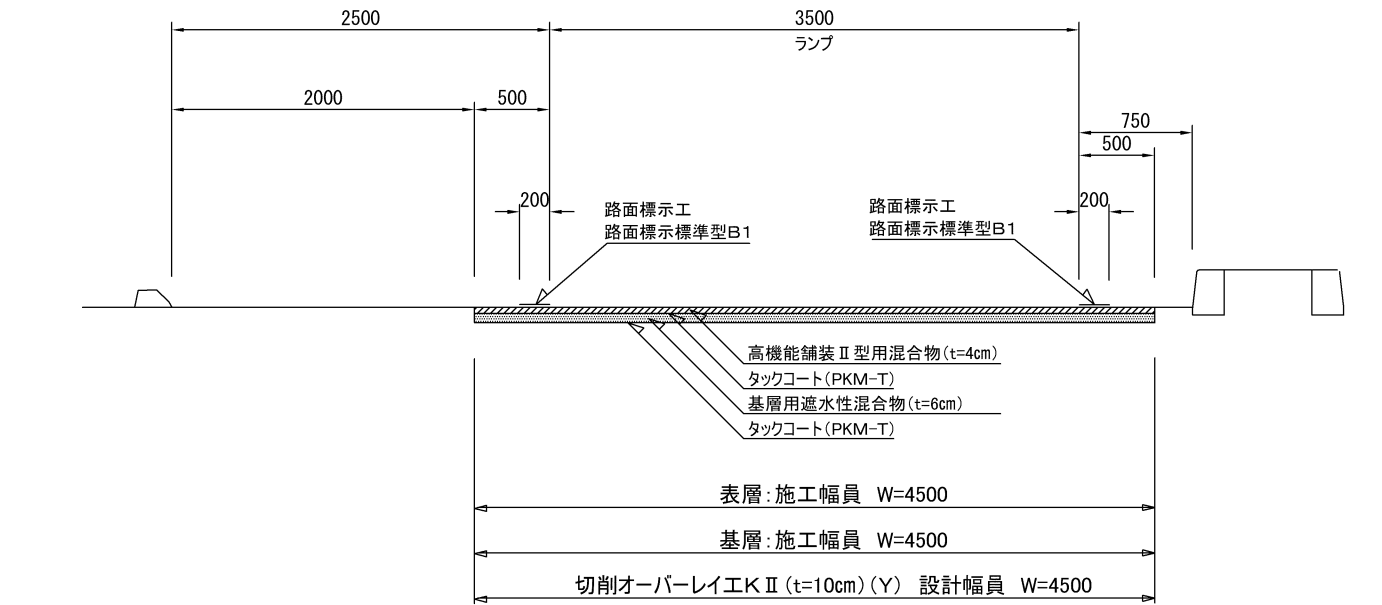 2500
3500
ランプ
2000
500
750
500
200
路面標示工
路面標示標準型B1
200
路面標示工
路面標示標準型B1
高機能舗装Ⅱ型用混合物(t=4cm)
タックコート(PKM-T)
基層用遮水性混合物(t=6cm)
タックコート(PKM-T)
表層:施工幅員 W=4500
基層:施工幅員 W=4500
切削オーバーレイ工KⅡ(t=10cm)(Y) 設計幅員 W=4500